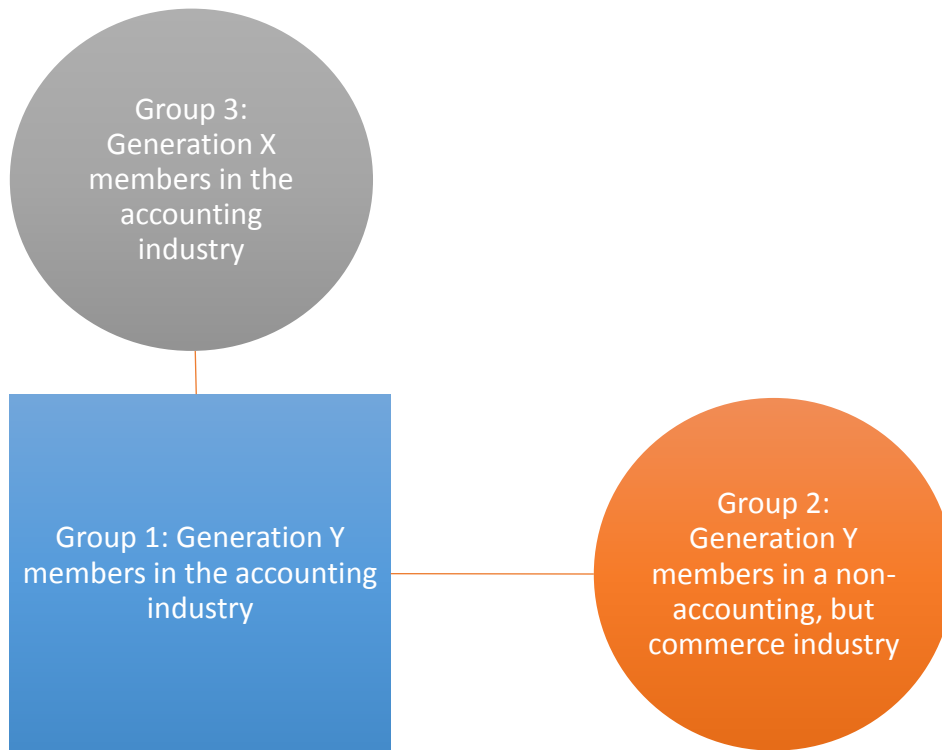 Group 3:
Generation X
members in the
accounting
industry
Group 1: Generation Y
members in the accounting
industry
Group 2:
Generation Y
members in a non-
accounting, but
commerce industry